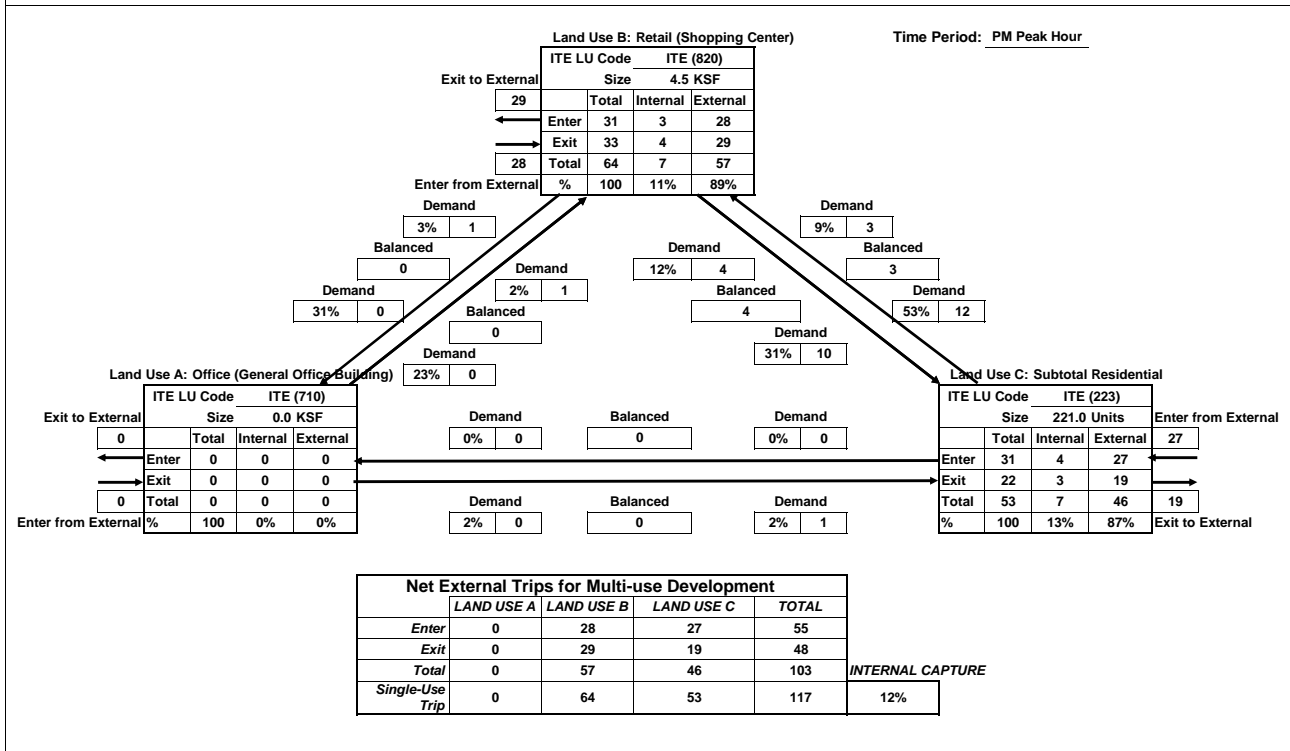 Land Use B: Retail (Shopping Center)
Time Period: PM Peak Hour
ITE LU Code ITE (820)
Exit to External
Size 4.5 KSF
29
Total Internal External
Enter 31 3 28
Exit 33 4 29
28
Total 64 7 57
Enter from External
% 100 11% 89%
Demand
3% 1
Balanced
0
Demand
31% 0
Demand
2% 1
Balanced
0
Demand
23% 0
Demand
12% 4
Balanced
4
Demand
31% 10
Demand
9% 3
Balanced
3
Demand
53% 12
Land Use A: Office (General Office Building)
ITE LU Code ITE (710)
Exit to External
Size 0.0 KSF
0
Total Internal External
Enter 0 0 0
Exit 0 0 0
0
Total 0 0 0
Enter from External
% 100 0% 0%
Demand Balanced Demand
0% 0 0 0% 0
Demand Balanced Demand
2% 0 0 2% 1
Land Use C: Subtotal Residential
ITE LU Code ITE (223)
Size 221.0 Units
Enter from External
Total Internal External
27
Enter 31 4 27
Exit 22 3 19
Total 53 7 46
19
% 100 13% 87%
Exit to External
Net External Trips for Multi-use Development
LAND USE A LAND USE B LAND USE C TOTAL
Enter 0 28 27 55
Exit 0 29 19 48
Total 0 57 46 103
INTERNAL CAPTURE
Single-Use
Trip 0 64 53 117 12%